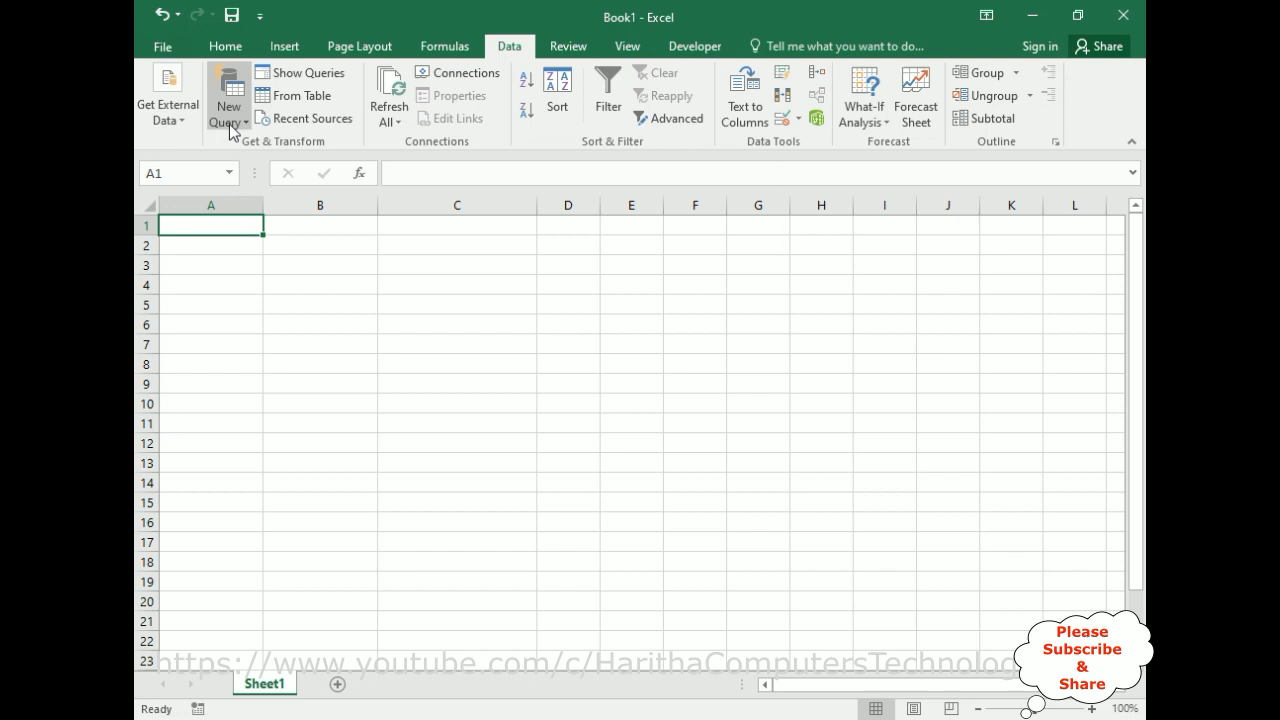 Book1 - Excel
File Home Insert Page Layout Formulas Data Review View Developer Tell me what you want to do... Sign in Share
Get External Data
New Query
Show Queries
From Table
Recent Sources
Get & Transform
Refresh All
Connections
Properties
Edit Links
Connections
Sort
Filter
Clear
Reapply
Advanced
Sort & Filter
Text to Columns
Data Tools
What-If Analysis
Forecast Sheet
Forecast
Group
Ungroup
Subtotal
Outline
A1
fx
A B C D E F G H I J K L
1
2
3
4
5
6
7
8
9
10
11
12
13
14
15
16
17
18
19
20
21
22
23
https://www.youtube.com/c/HarithaComputersTechnolog
Please
Subscribe
&
Share
Sheet1
Ready
100%